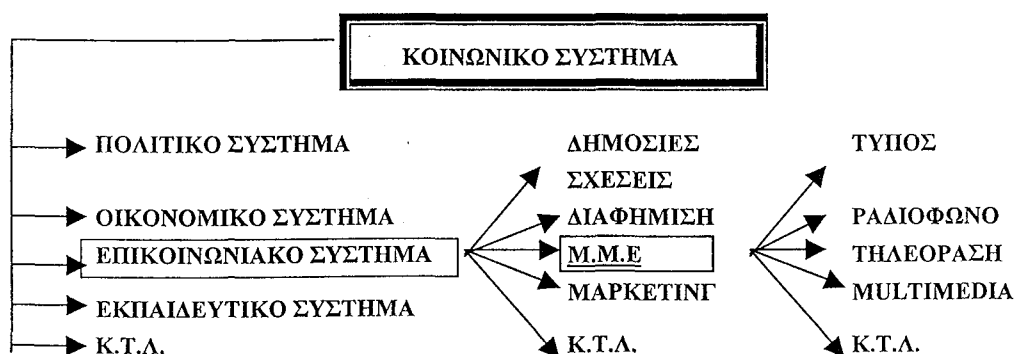 ΚΟΙΝΩΝΙΚΟ ΣΥΣΤΗΜΑ
ΠΟΛΙΤΙΚΟ ΣΥΣΤΗΜΑ
ΟΙΚΟΝΟΜΙΚΟ ΣΥΣΤΗΜΑ
ΕΠΙΚΟΙΝΩΝΙΑΚΟ ΣΥΣΤΗΜΑ
ΕΚΠΑΙΔΕΥΤΙΚΟ ΣΥΣΤΗΜΑ
Κ.Τ.Λ.
ΔΗΜΟΣΙΕΣ
ΣΧΕΣΕΙΣ
ΔΙΑΦΗΜΙΣΗ
Μ.Μ.Ε
ΜΑΡΚΕΤΙΝΓ
Κ.Τ.Λ.
ΤΥΠΟΣ
ΡΑΔΙΟΦΩΝΟ
ΤΗΛΕΟΡΑΣΗ
MULTIMEDIA
Κ.Τ.Λ.